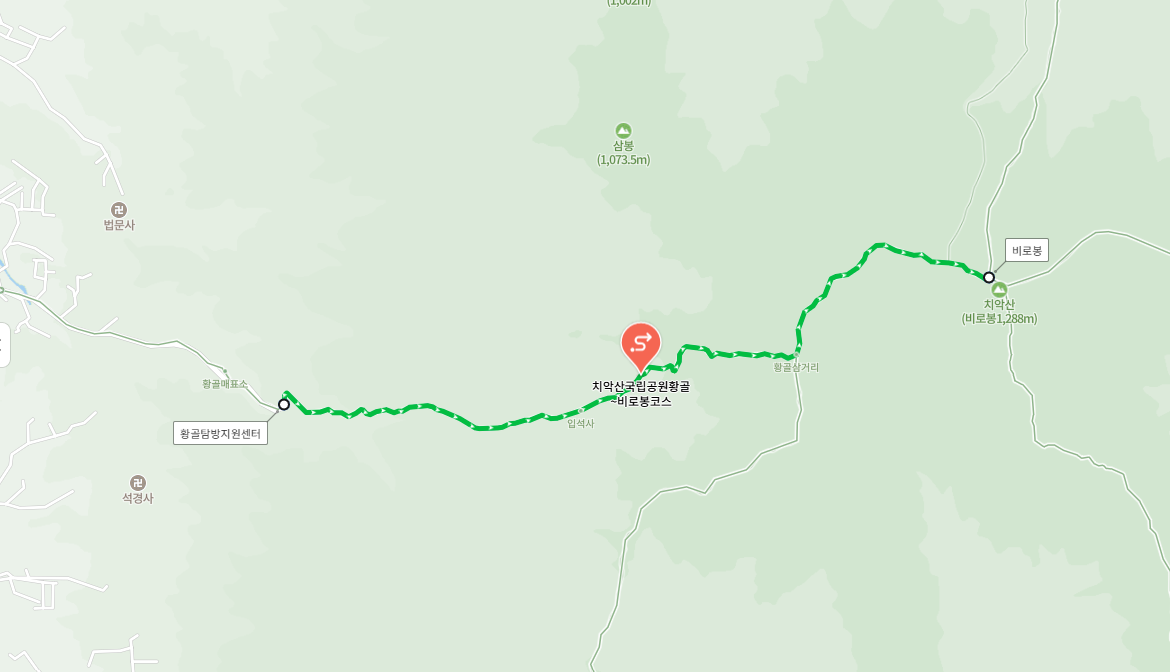 (1,002m)
삼봉
(1,073.5m)
법문사
비로봉
치악산
(비로봉1,288m)
황골삼거리
황골매표소
치악산국립공원황골
~비로봉코스
입석사
황골탐방지원센터
석경사